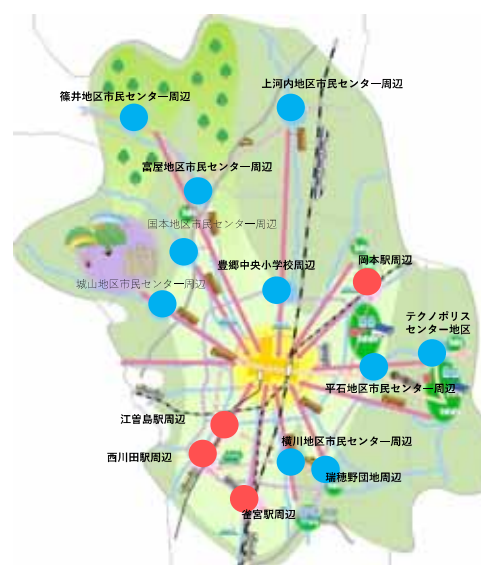 上河内地区市民センター周辺
篠井地区市民センター周辺
富屋地区市民センター周辺
国本地区市民センター周辺
豊郷中央小学校周辺
岡本駅周辺
城山地区市民センター周辺
テクノポリス
センター地区
平石地区市民センター周辺
江曽島駅周辺
横川地区市民センター周辺
西川田駅周辺
瑞穂野団地周辺
雀宮駅周辺